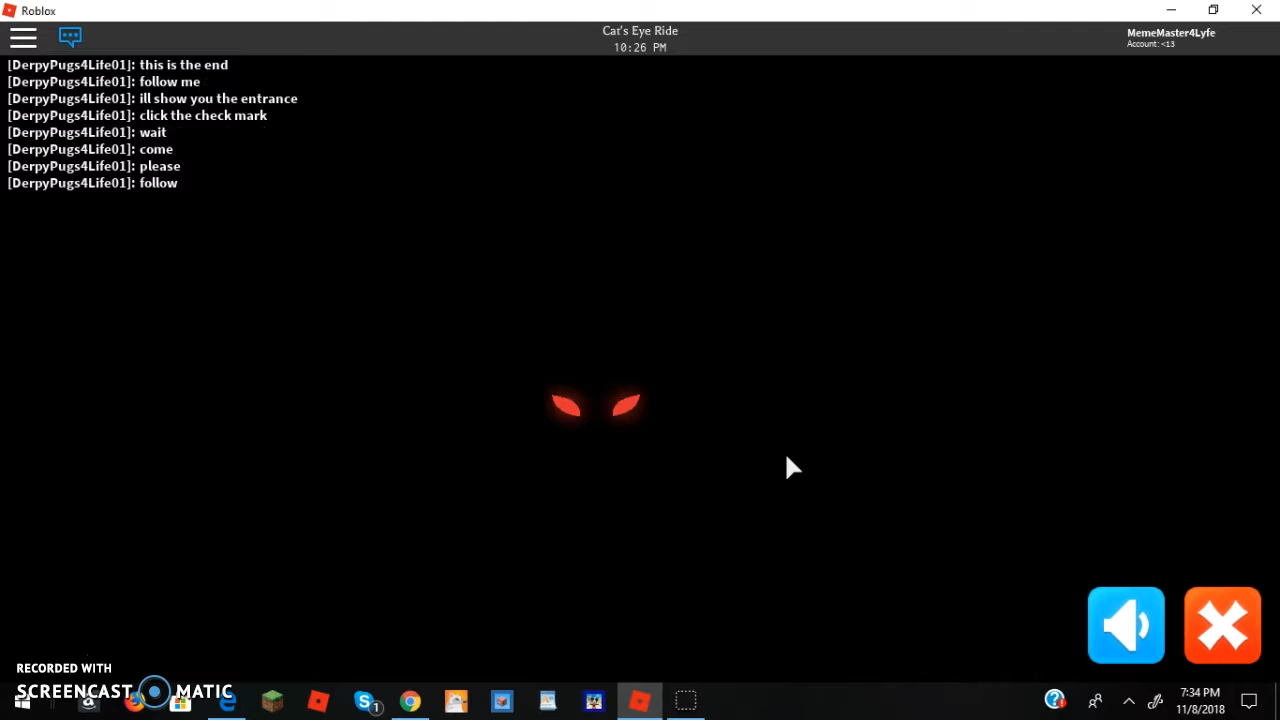 Roblox
Cat's Eye Ride
10:26 PM
MemeMaster4Lyfe
Account: <13
[DerpyPugs4Life01]: this is the end
[DerpyPugs4Life01]: follow me
[DerpyPugs4Life01]: ill show you the entrance
[DerpyPugs4Life01]: click the check mark
[DerpyPugs4Life01]: wait
[DerpyPugs4Life01]: come
[DerpyPugs4Life01]: please
[DerpyPugs4Life01]: follow
RECORDED WITH
SCREENCAST MATIC
1
7:34 PM
11/8/2018